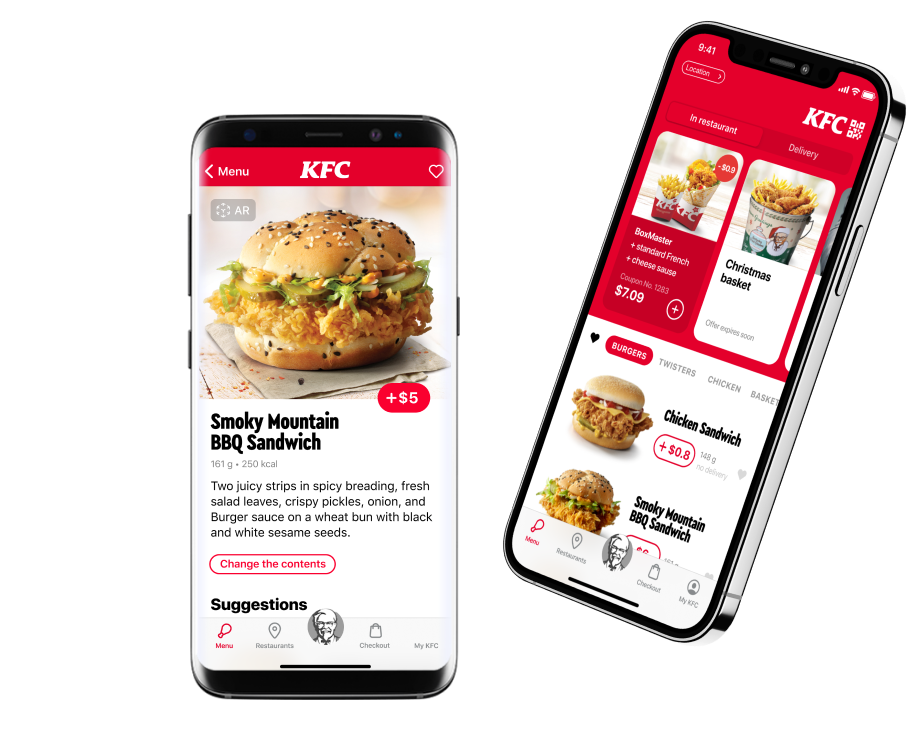 Menu
KFC
AR
+$5
Smoky Mountain
BBQ Sandwich
161 g • 250 kcal
Two juicy strips in spicy breading, fresh
salad leaves, crispy pickles, onion, and
Burger sauce on a wheat bun with black
and white sesame seeds.
Change the contents
Suggestions
Menu
Restaurants
Checkout
My KFC
9:41
Location
KFC
In restaurant
Delivery
-$0.9
KFC KFC
BoxMaster
+ standard French
+ cheese sause
Coupon No. 1283
$7.09
Christmas
basket
Offer expires soon
BURGERS
TWISTERS
CHICKEN
BASKET
Chicken Sandwich
+ $0.8
148 g
no delivery
Smoky Mountain
BBQ Sandwich
Menu
Restaurants
Checkout
My KFC